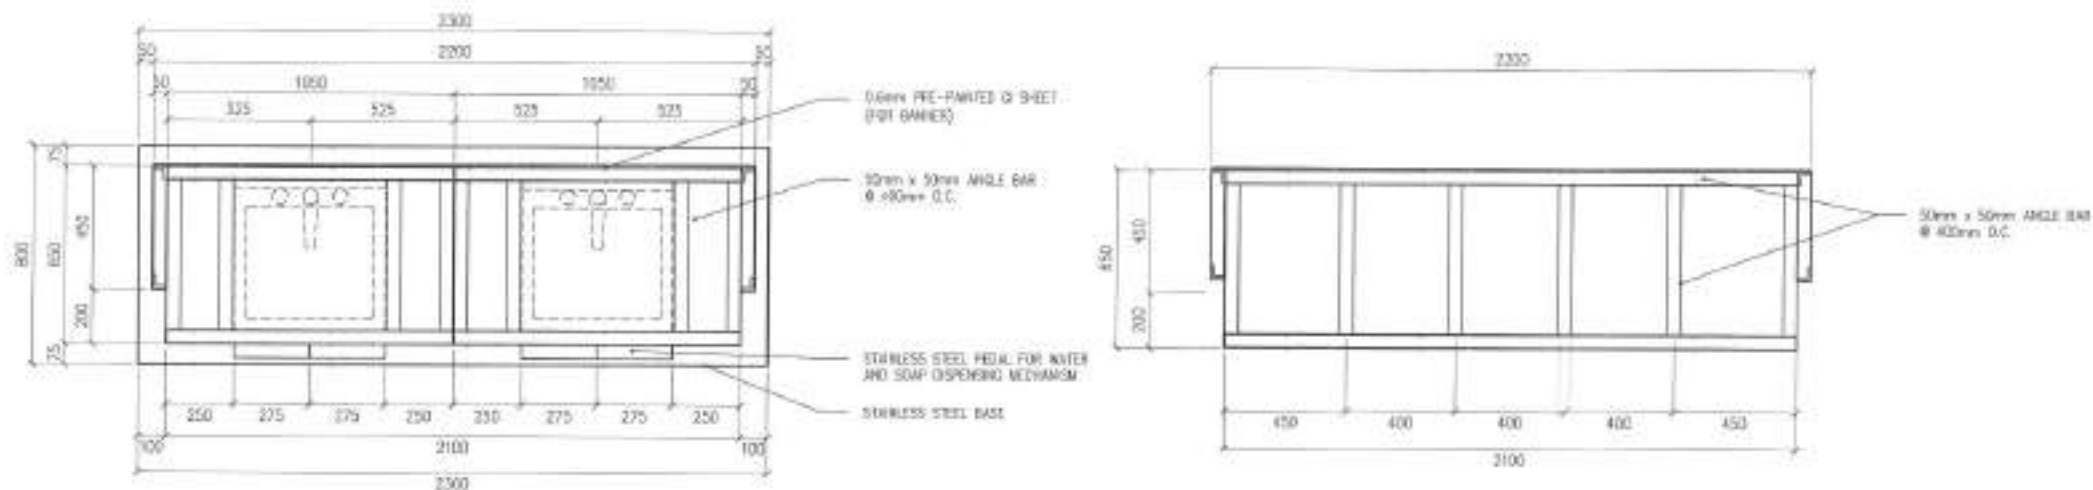 2300
50 2200 50
50 1050 1050 50
525 525 525 525
0.6mm PRE-PAINTED GI SHEET
(FOR BANNER)
50mm x 50mm ANGLE BAR
@ 400mm O.C.
75
800 650 450
200
75
STAINLESS STEEL PEDAL FOR WATER
AND SOAP DISPENSING MECHANISM
STAINLESS STEEL BASE
250 275 275 250 250 275 275 250
100 2100 100
2300
2200
650 450
200
50mm x 50mm ANGLE BAR
@ 400mm O.C.
450 400 400 400 450
2100